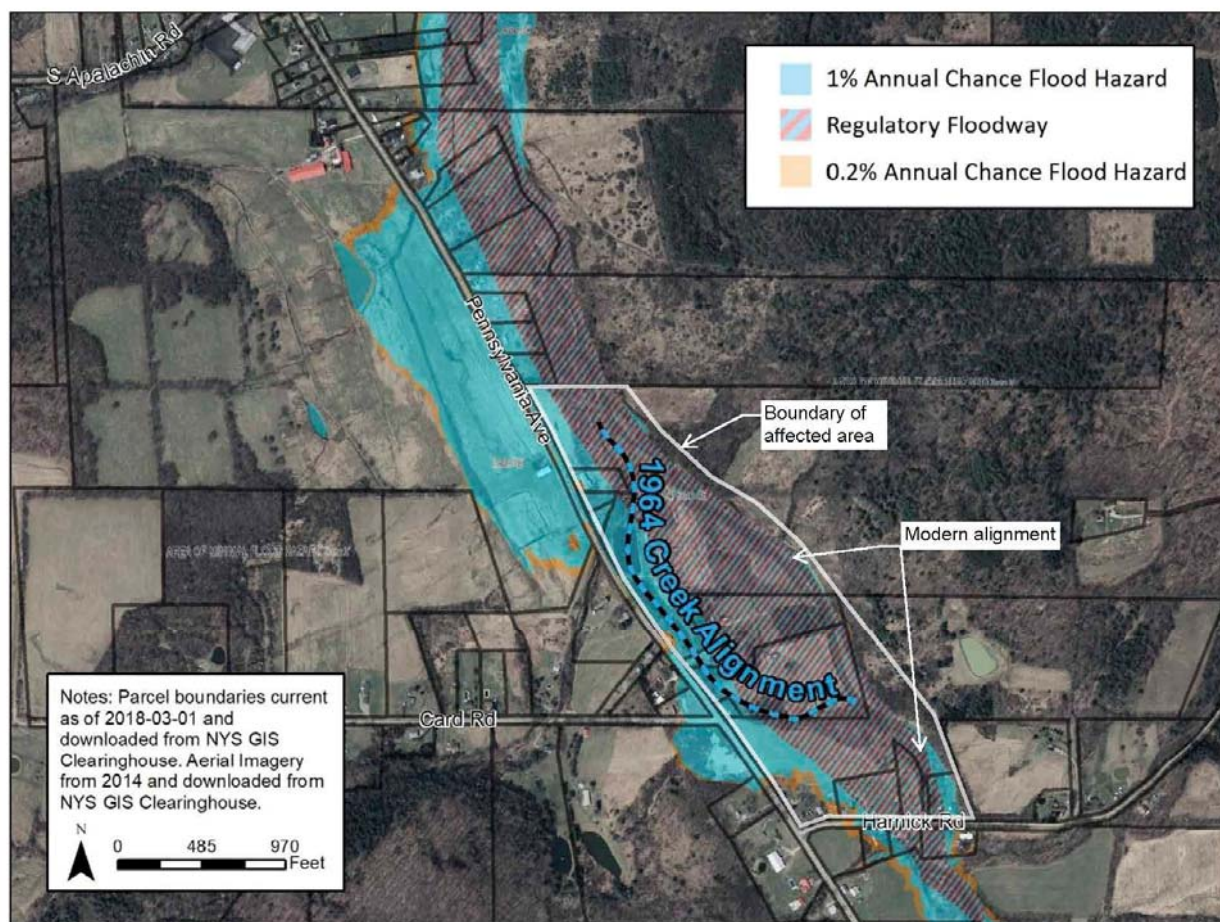 S Apalachin Rd
1% Annual Chance Flood Hazard
Regulatory Floodway
0.2% Annual Chance Flood Hazard
Pennsylvania Ave
Boundary of
affected area
1964 Creek Alignment
Modern alignment
Card Rd
Harnick Rd
Notes: Parcel boundaries current
as of 2018-03-01 and
downloaded from NYS GIS
Clearinghouse. Aerial Imagery
from 2014 and downloaded from
NYS GIS Clearinghouse.
N
0 485 970
Feet